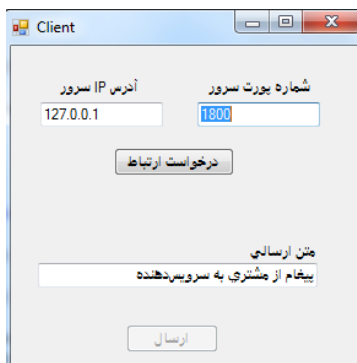 Client
شماره پورت سرور
آدرس IP سرور
1800
127.0.0.1
درخواست ارتباط
متن ارسالي
پيغام از مشتري به سرويس‌دهنده
ارسال